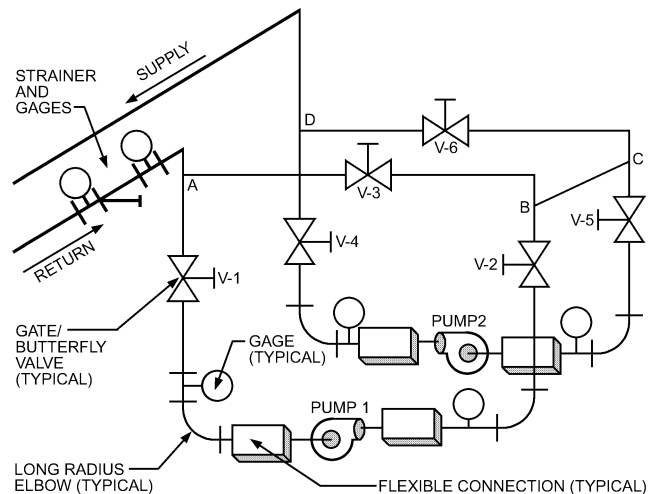 SUPPLY
STRAINER
AND
GAGES
D
V-6
C
A
V-3
B
V-5
RETURN
V-4
V-2
V-1
GATE/
BUTTERFLY
VALVE
(TYPICAL)
GAGE
(TYPICAL)
PUMP2
PUMP 1
LONG RADIUS
ELBOW (TYPICAL)
FLEXIBLE CONNECTION (TYPICAL)